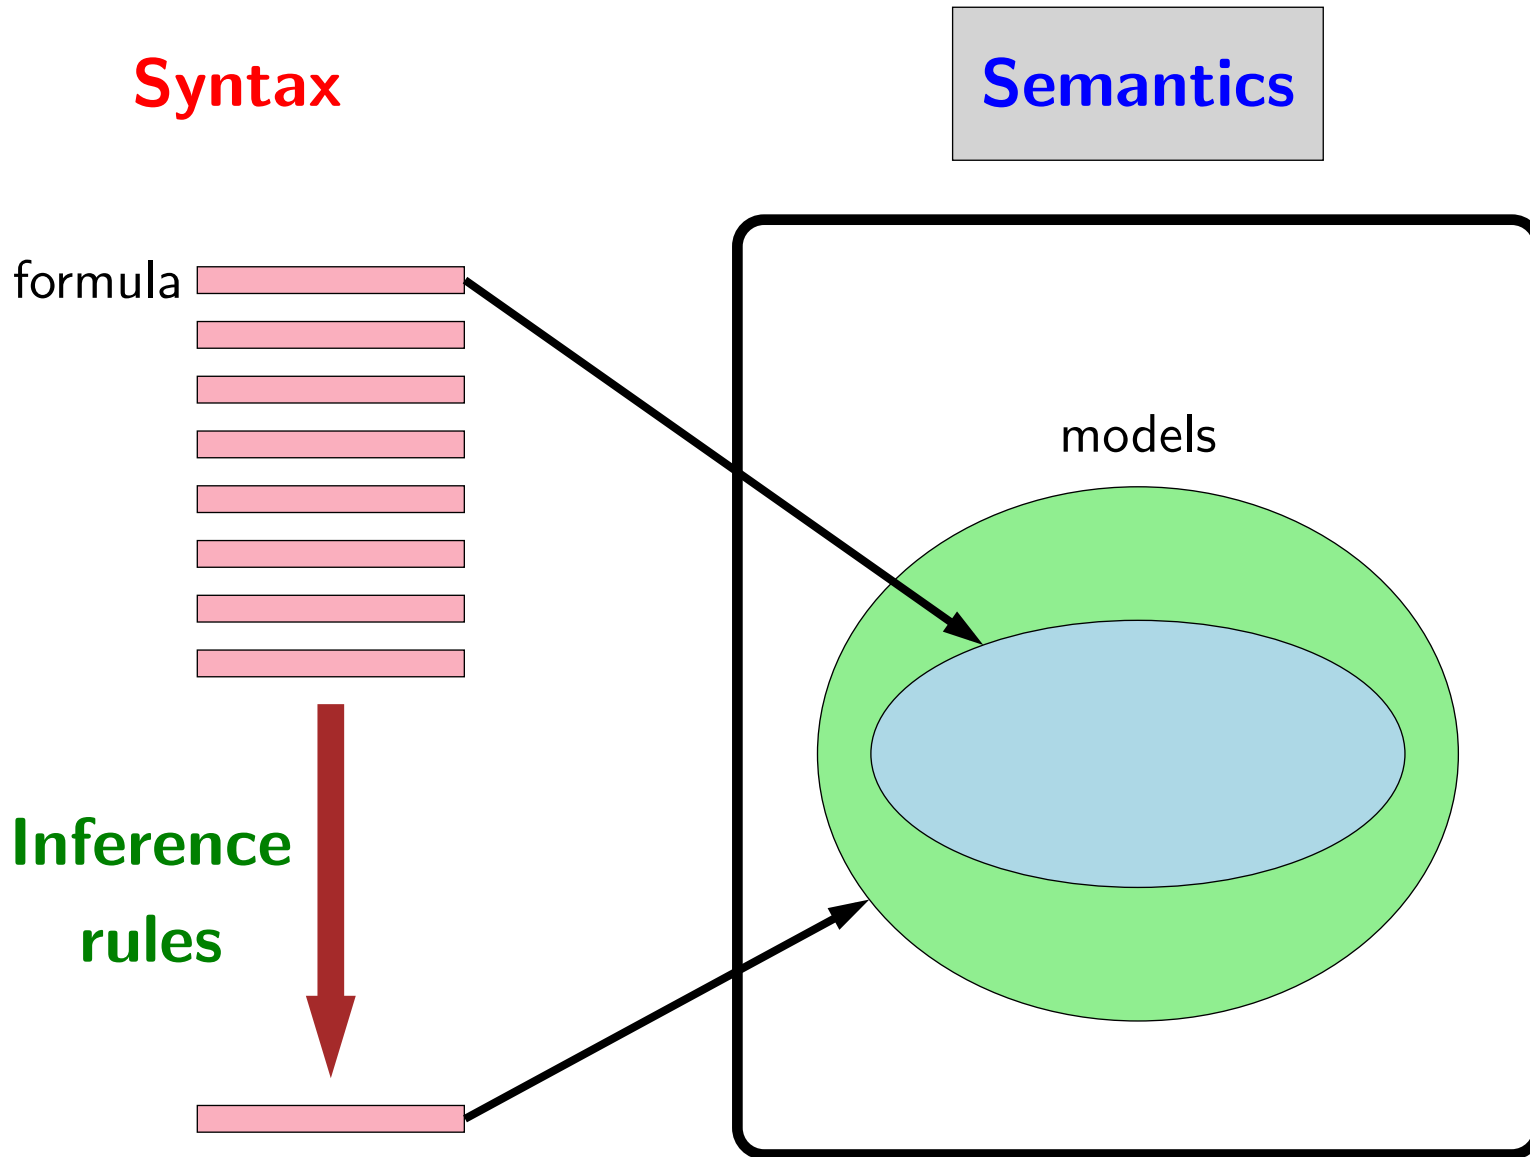 Syntax
Semantics
formula
models
Inference
rules